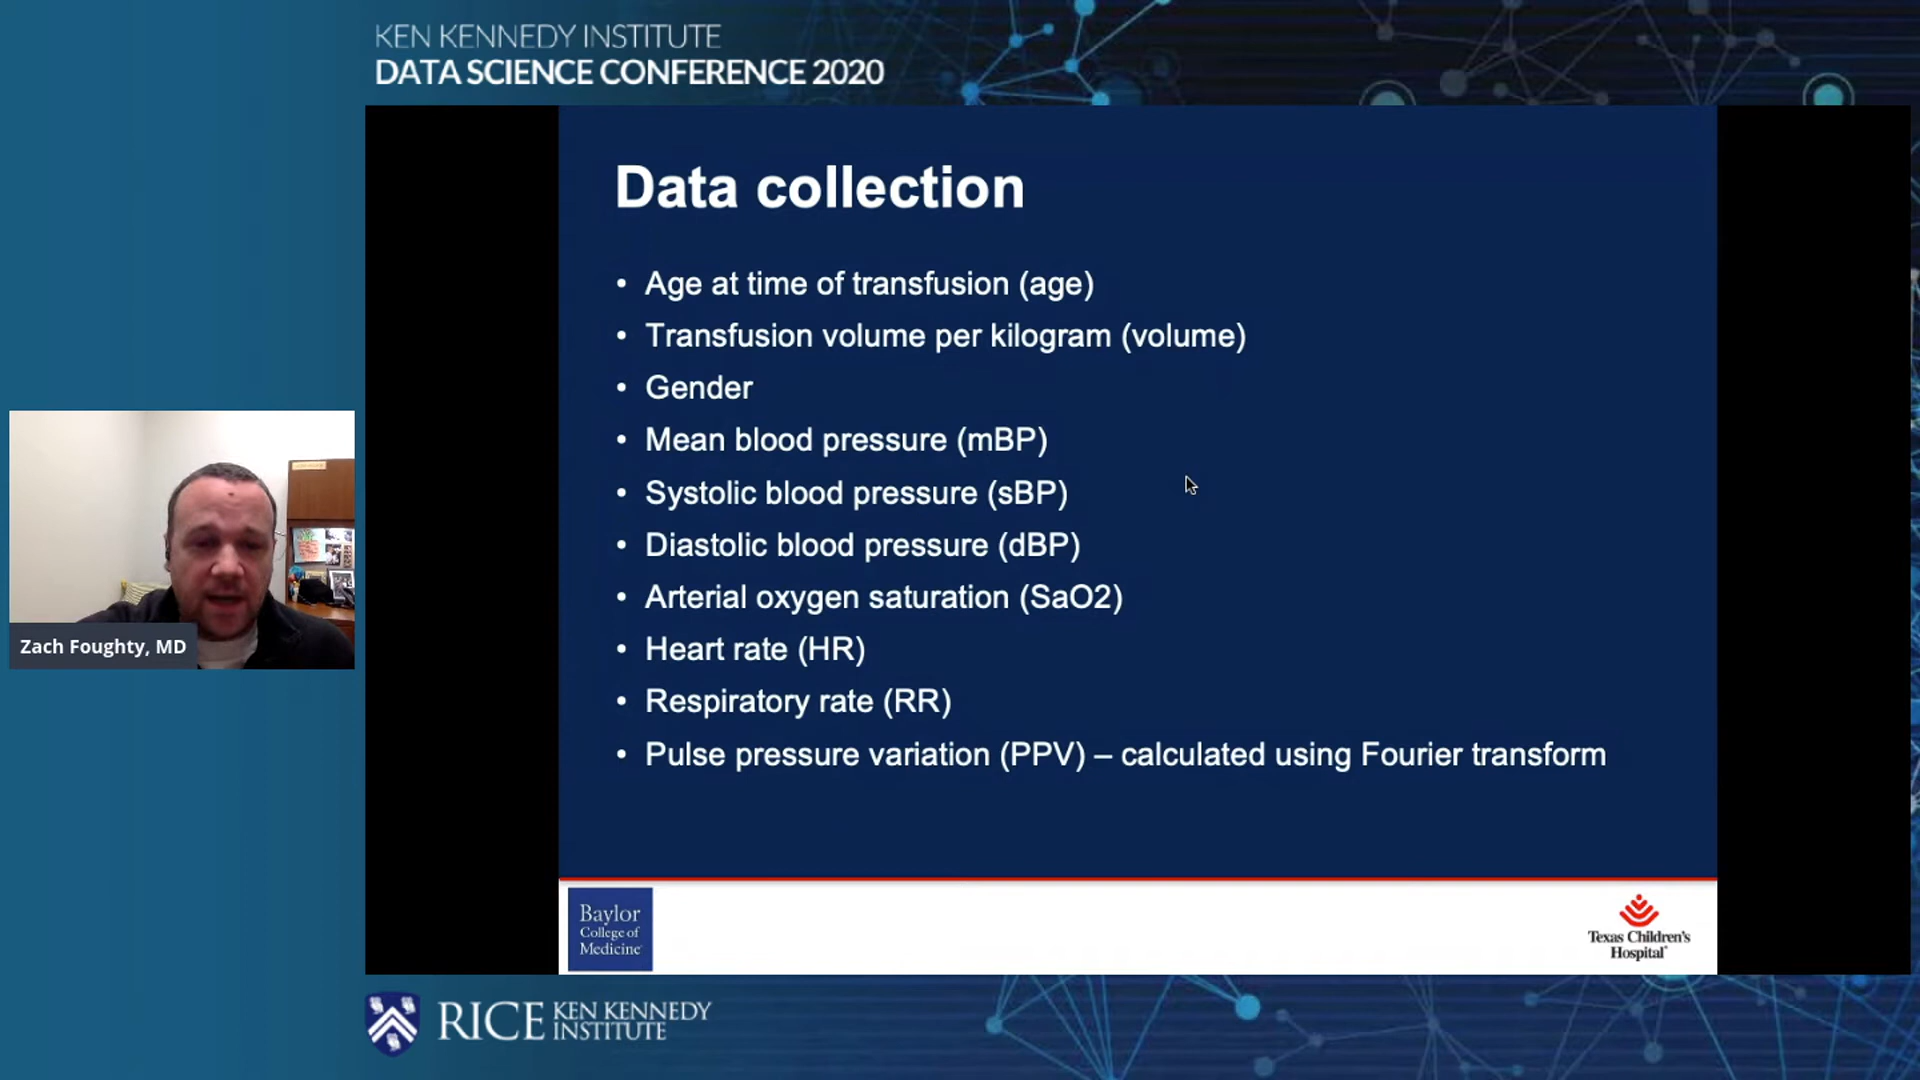 KEN KENNEDY INSTITUTE
DATA SCIENCE CONFERENCE 2020
Data collection
• Age at time of transfusion (age)
• Transfusion volume per kilogram (volume)
• Gender
• Mean blood pressure (mBP)
• Systolic blood pressure (sBP)
• Diastolic blood pressure (dBP)
• Arterial oxygen saturation (SaO2)
• Heart rate (HR)
• Respiratory rate (RR)
• Pulse pressure variation (PPV) – calculated using Fourier transform
Zach Foughty, MD
Baylor
College of
Medicine
Texas Children's
Hospital
RICE KEN KENNEDY
INSTITUTE